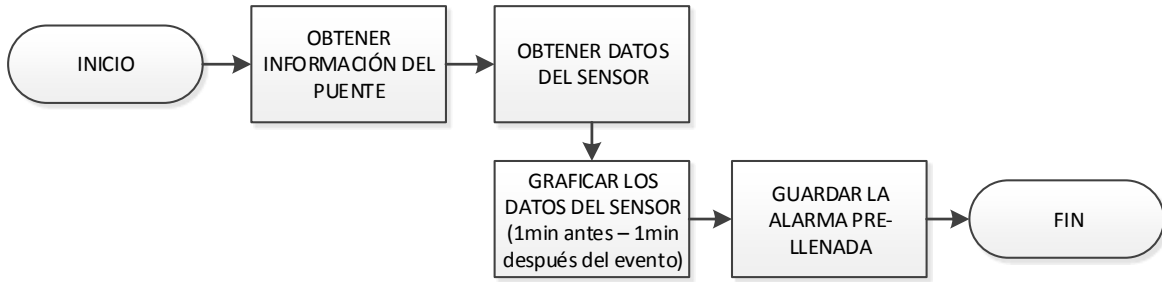 INICIO
OBTENER
INFORMACIÓN DEL
PUENTE
OBTENER DATOS
DEL SENSOR
GRAFICAR LOS
DATOS DEL SENSOR
(1min antes – 1min
después del evento)
GUARDAR LA
ALARMA PRE-
LLENADA
FIN